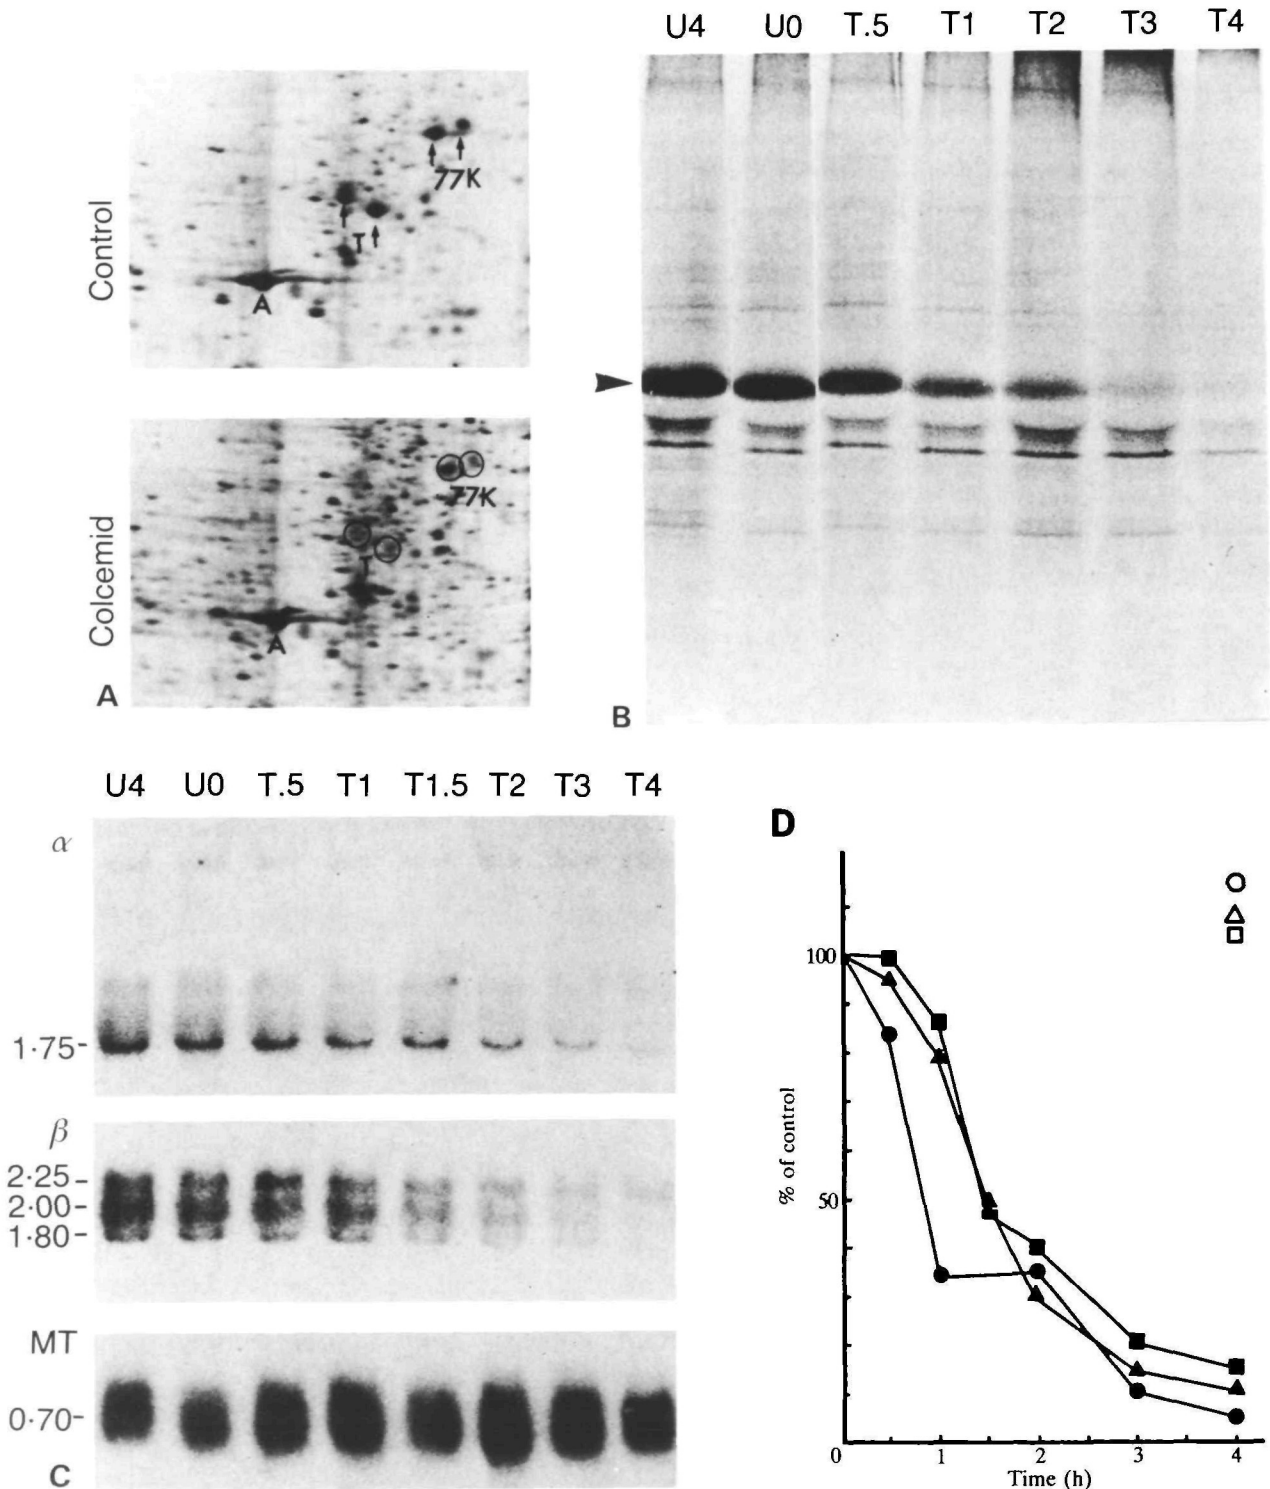 Control
77K
T
A
Colcemid
77K
T
A
A
U4 U0 T.5 T1 T2 T3 T4
B
U4 U0 T.5 T1 T1.5 T2 T3 T4
α
1·75-
β
2·25-
2·00-
1·80-
MT
0·70-
C
D
100
50
0 1 2 3 4
% of control
Time (h)